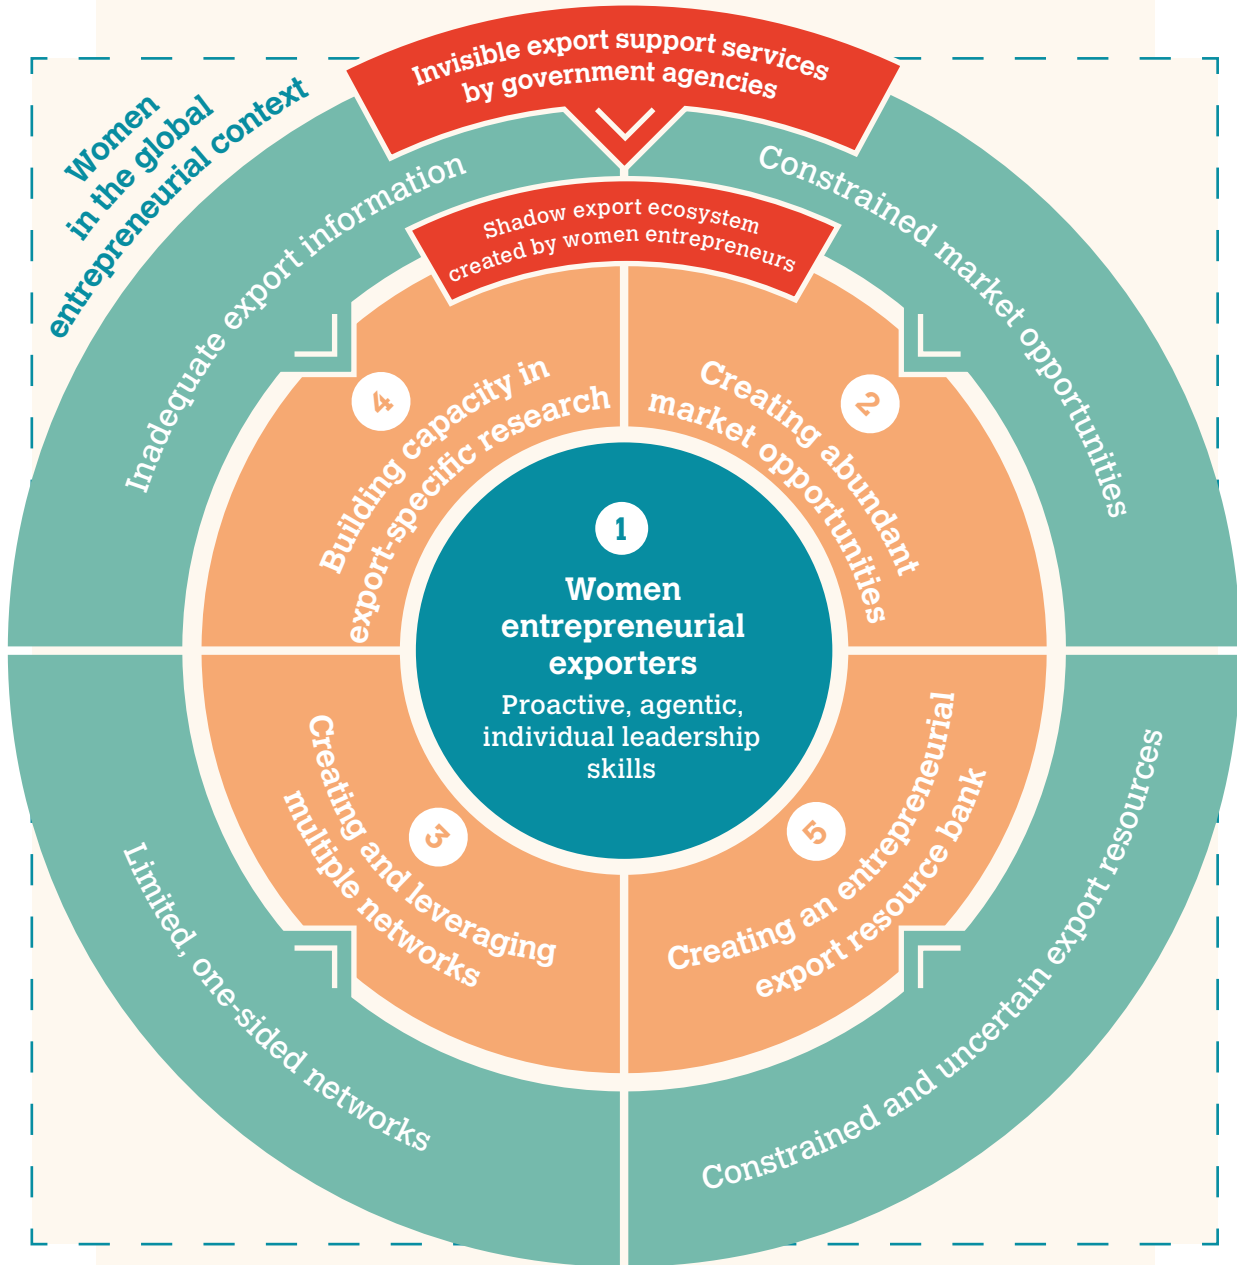 Invisible export support services
by government agencies
Women
in the global
entrepreneurial context
Inadequate export information
Constrained market opportunities
Shadow export ecosystem
created by women entrepreneurs
4
Building capacity in
export-specific research
2
Creating abundant
market opportunities
1
Women
entrepreneurial
exporters
Proactive, agentic,
individual leadership
skills
3
Creating and leveraging
multiple networks
5
Creating an entrepreneurial
export resource bank
Limited, one-sided networks
Constrained and uncertain export resources